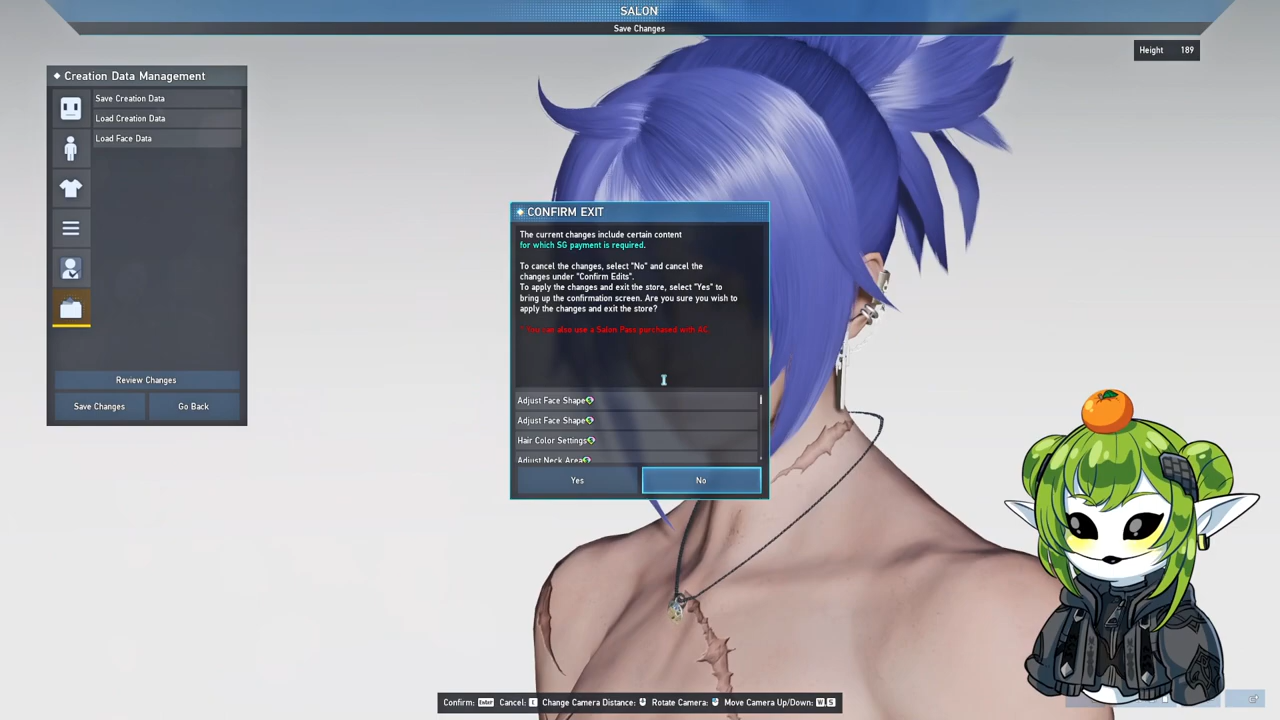 SALON
Save Changes
Height 189
Creation Data Management
Save Creation Data
Load Creation Data
Load Face Data
Review Changes
Save Changes
Go Back
CONFIRM EXIT
The current changes include certain content
for which SG payment is required.
To cancel the changes, select "No" and cancel the
changes under "Confirm Edits".
To apply the changes and exit the store, select "Yes" to
bring up the confirmation screen. Are you sure you wish to
apply the changes and exit the store?
* You can also use a Salon Pass purchased with AC.
Adjust Face Shape
Adjust Face Shape
Hair Color Settings
Adjust Neck Area
Yes
No
Confirm: Enter Cancel: E Change Camera Distance: Rotate Camera: Move Camera Up/Down: W S